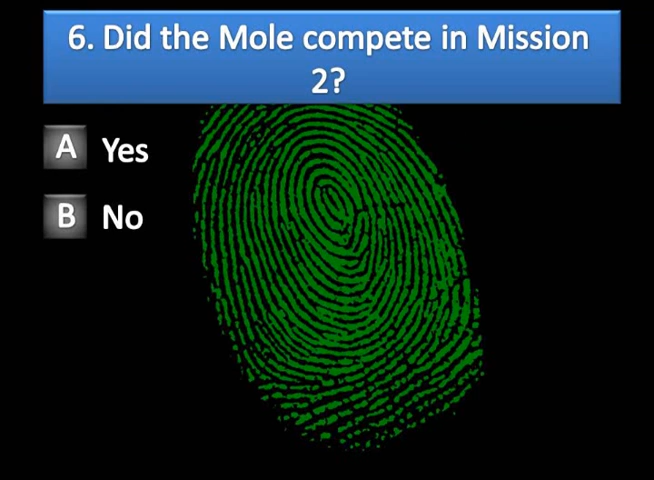 6. Did the Mole compete in Mission
2?
A Yes
B No